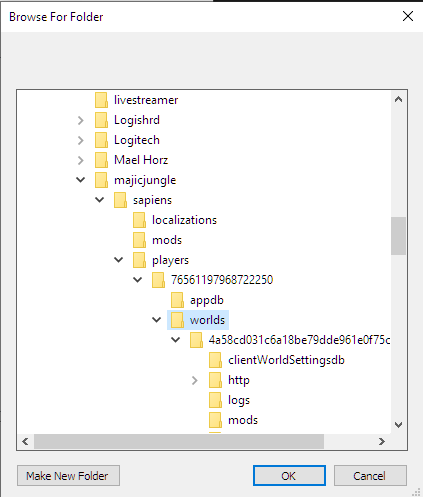 Browse For Folder
livestreamer
Logishrd
Logitech
Mael Horz
majicjungle
sapiens
localizations
mods
players
76561197968722250
appdb
worlds
4a58cd031c6a18be79dde961e0f75c
clientWorldSettingsdb
http
logs
mods
Make New Folder
OK
Cancel